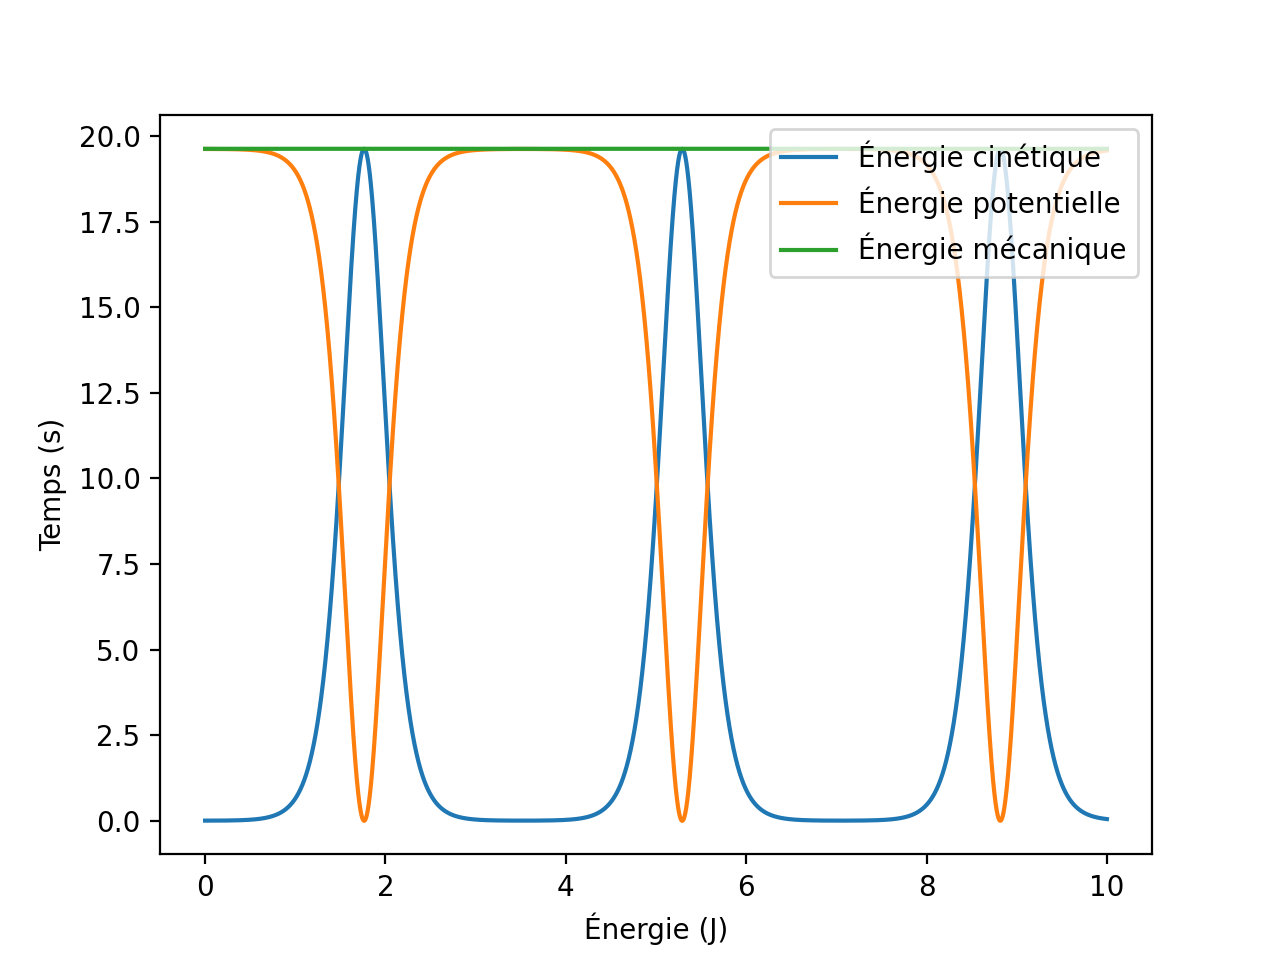 20.0
17.5
15.0
12.5
10.0
7.5
5.0
2.5
0.0
Temps (s)
Énergie cinétique
Énergie potentielle
Énergie mécanique
0 2 4 6 8 10
Énergie (J)